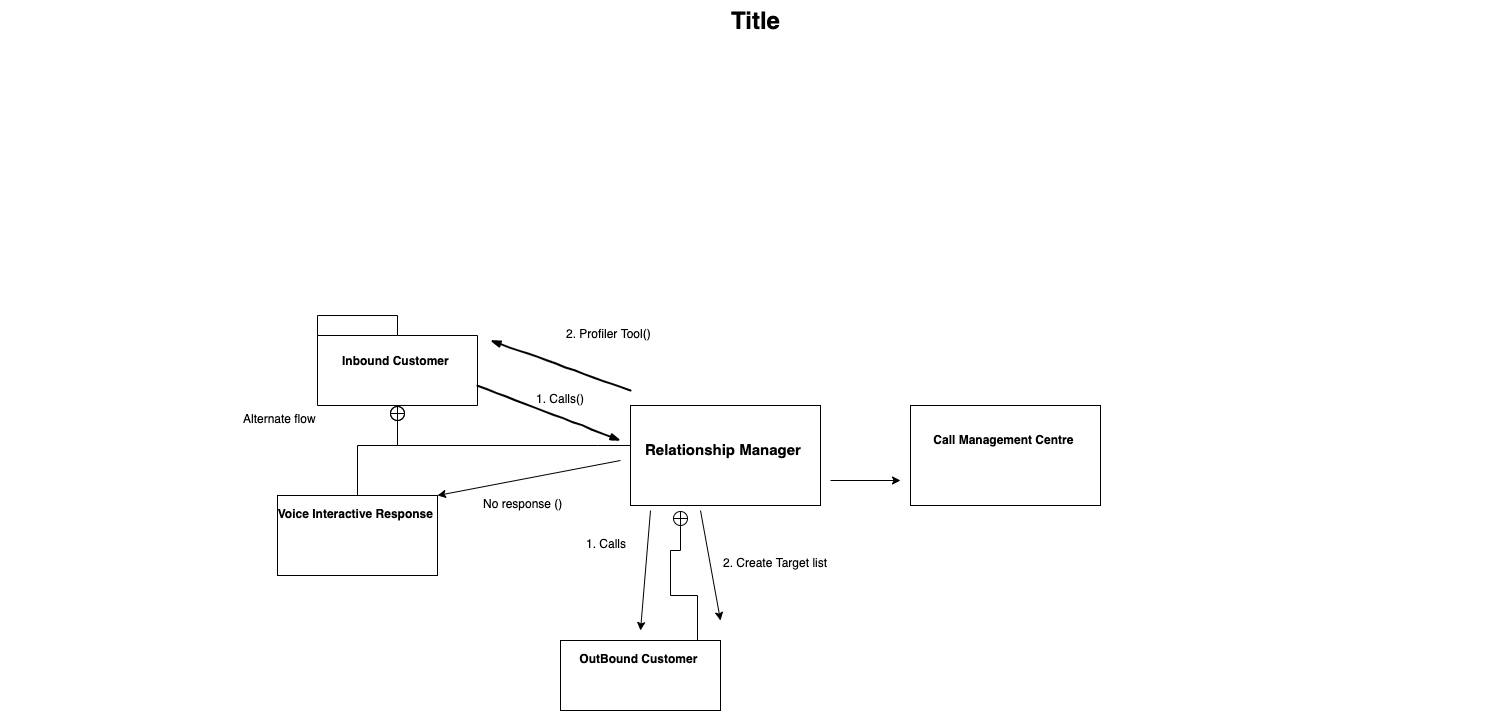 Title
2. Profiler Tool()
Inbound Customer
1. Calls()
Alternate flow
Relationship Manager
Call Management Centre
No response ()
Voice Interactive Response
1. Calls
2. Create Target list
OutBound Customer